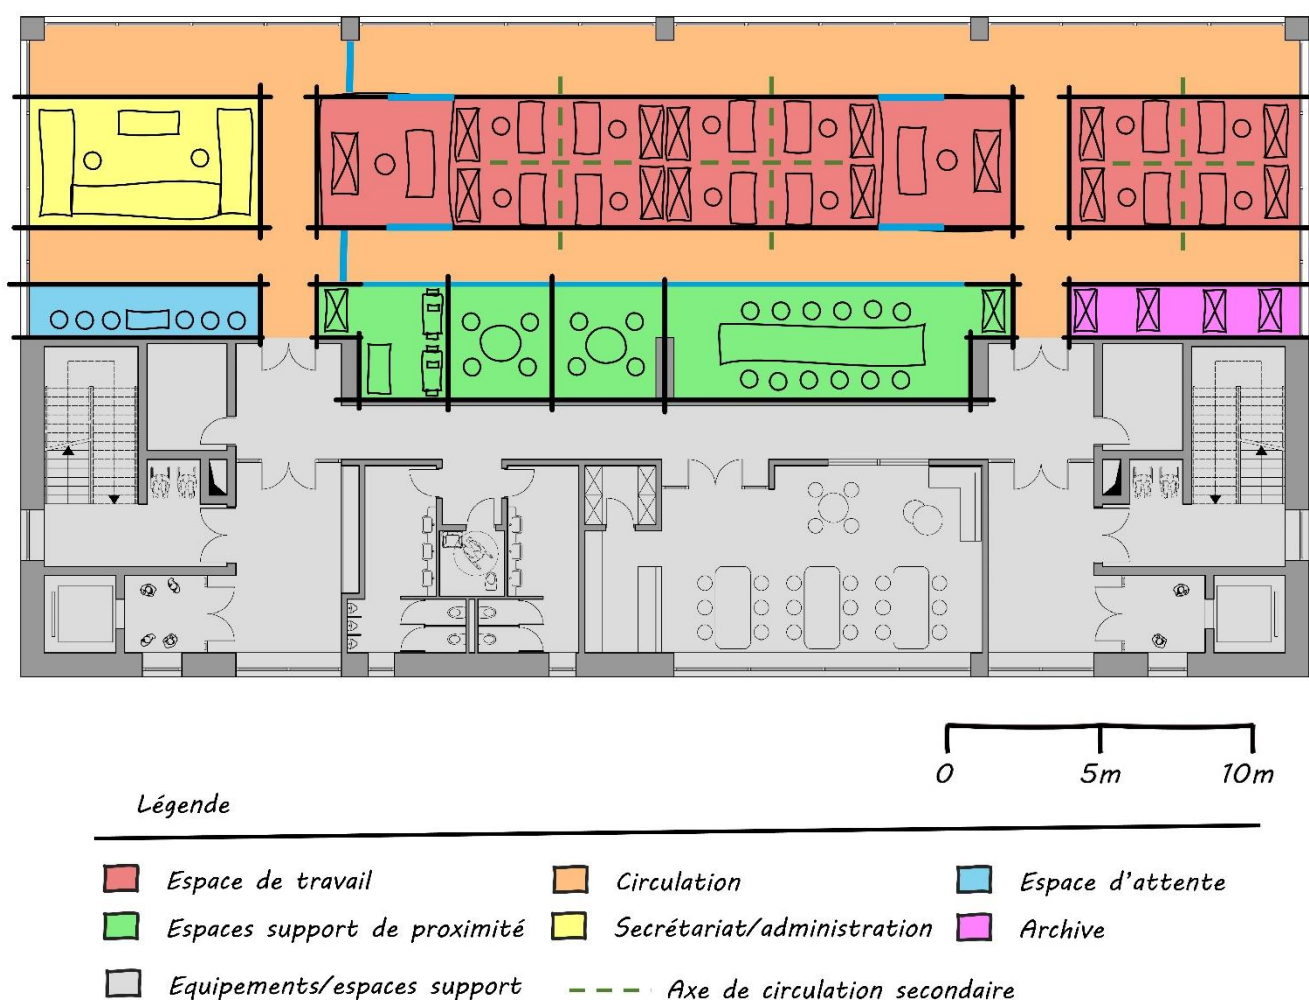 0 5m 10m
Légende
Espace de travail Circulation Espace d'attente
Espaces support de proximité Secrétariat/administration Archive
Equipements/espaces support Axe de circulation secondaire